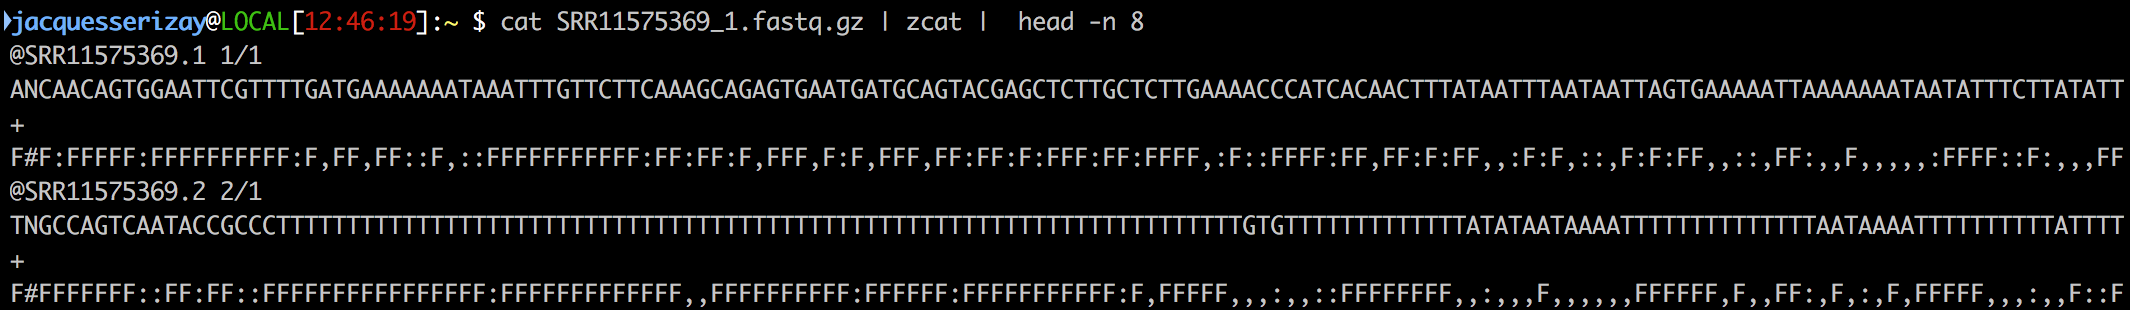 jacquesserizay@LOCAL[12:46:19]:~ $ cat SRR11575369_1.fastq.gz | zcat |  head -n 8
@SRR11575369.1 1/1
ANCAACAGTGGAATTCGTTTTGATGAAAAAAATAAATTTGTTCTTCAAAGCAGAGTGAATGATGCAGTACGAGCTCTTGCTCTTGAAAACCCATCACAACTTTATAATTTAATAATTAGTGAAAAATTAAAAAAATAATATTTCTTATATT
+
F#F:FFFFF:FFFFFFFFFF:F,FF,FF::F,::FFFFFFFFFFF:FF:FF:F,FFF,F:F,FFF,FF:FF:F:FFF:FF:FFFF,:F::FFFF:FF,FF:F:FF,,:F:F,::,F:F:FF,,::,FF:,,F,,,,,:FFFF::F:,,,FF
@SRR11575369.2 2/1
TNGCCAGTCAATACCGCCCTTTTTTTTTTTTTTTTTTTTTTTTTTTTTTTTTTTTTTTTTTTTTTTTTTTTTTTTTTTTTTTTTTTTTGTGTTTTTTTTTTTTTATATAATAAAATTTTTTTTTTTTTTAATAAAATTTTTTTTTTATTTT
+
F#FFFFFFF::FF:FF::FFFFFFFFFFFFFFFF:FFFFFFFFFFFFF,,FFFFFFFFFF:FFFFFF:FFFFFFFFFFF:F,FFFFF,,,:,,::FFFFFFFF,,:,,,F,,,,,,FFFFFF,F,,FF:,F,:,F,FFFFF,,,:,,F::F